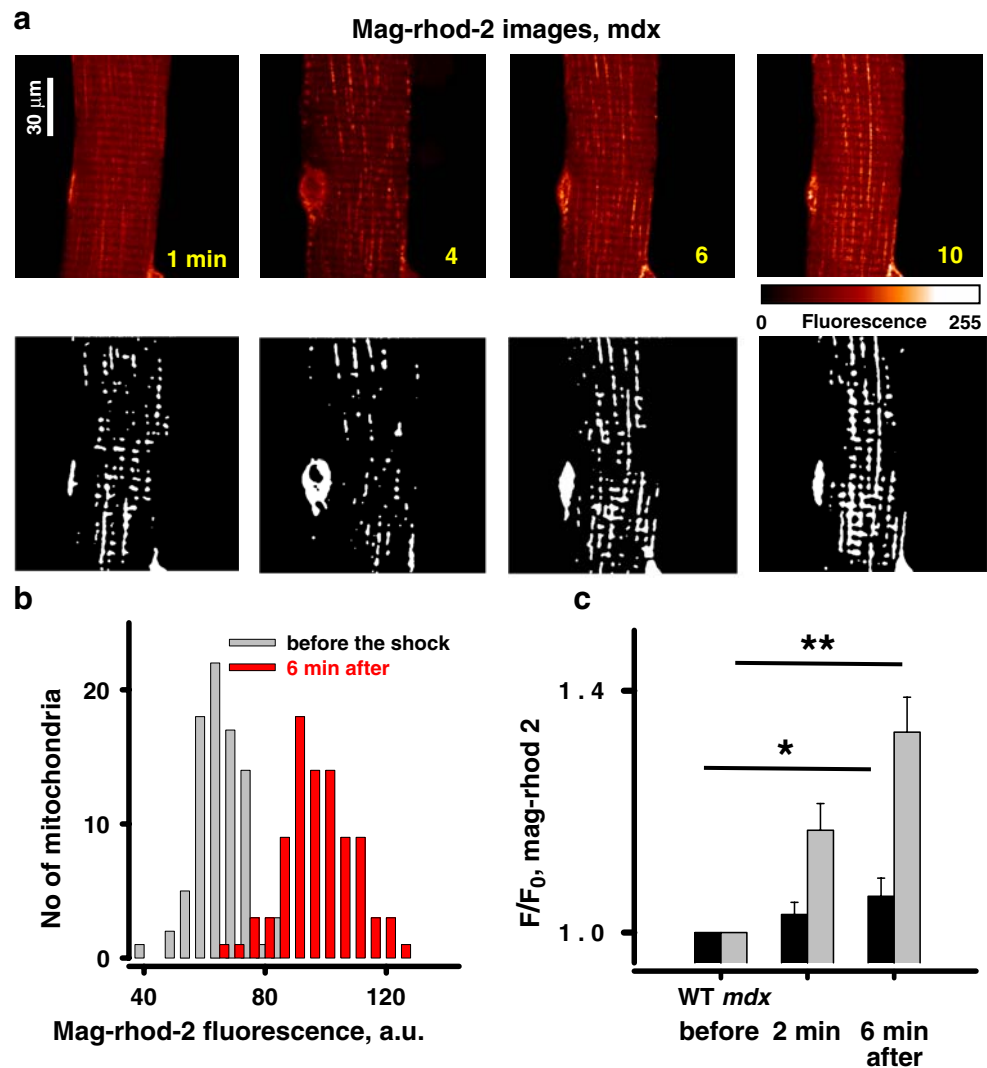 a
Mag-rhod-2 images, mdx
30 μm
1 min
4
6
10
0 Fluorescence 255
b
No of mitochondria
20
10
0
before the shock
6 min after
40 80 120
Mag-rhod-2 fluorescence, a.u.
c
F/F0, mag-rhod 2
1.4
1.0
**
*
WT mdx
before 2 min 6 min
after